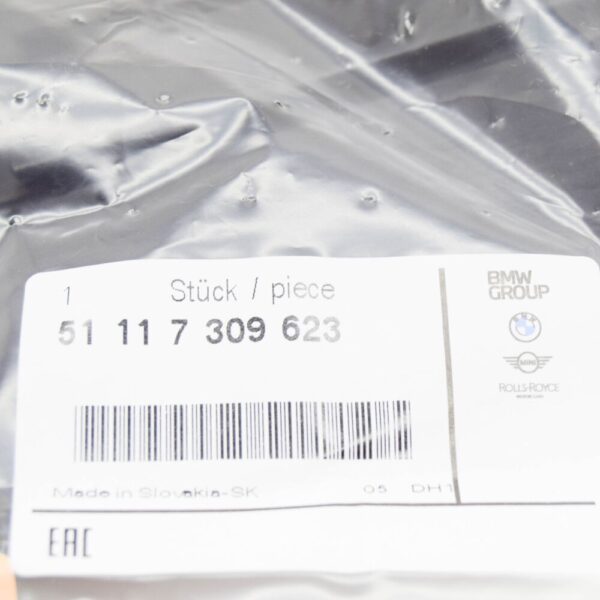 1 Stück / piece
51 11 7 309 623
Made in Slovakia-SK 05 DH1
EAC
BMW
GROUP
MINI
ROLLS-ROYCE